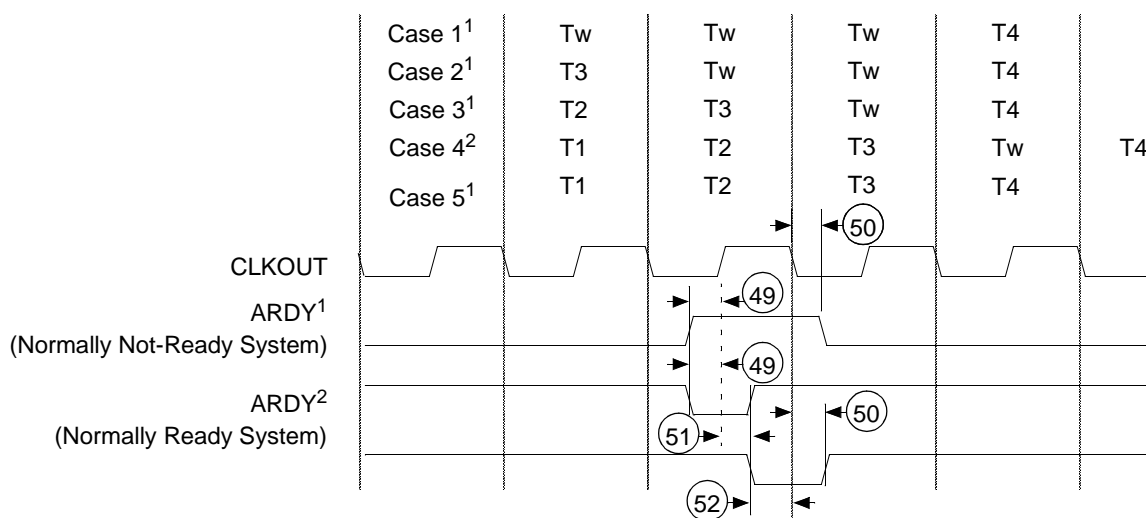 Case 1¹ Tw Tw Tw T4
Case 2¹ T3 Tw Tw T4
Case 3¹ T2 T3 Tw T4
Case 4² T1 T2 T3 Tw T4
Case 5¹ T1 T2 T3 T4
50
CLKOUT
49
ARDY¹
(Normally Not-Ready System)
49
ARDY²
50
(Normally Ready System)
51
52